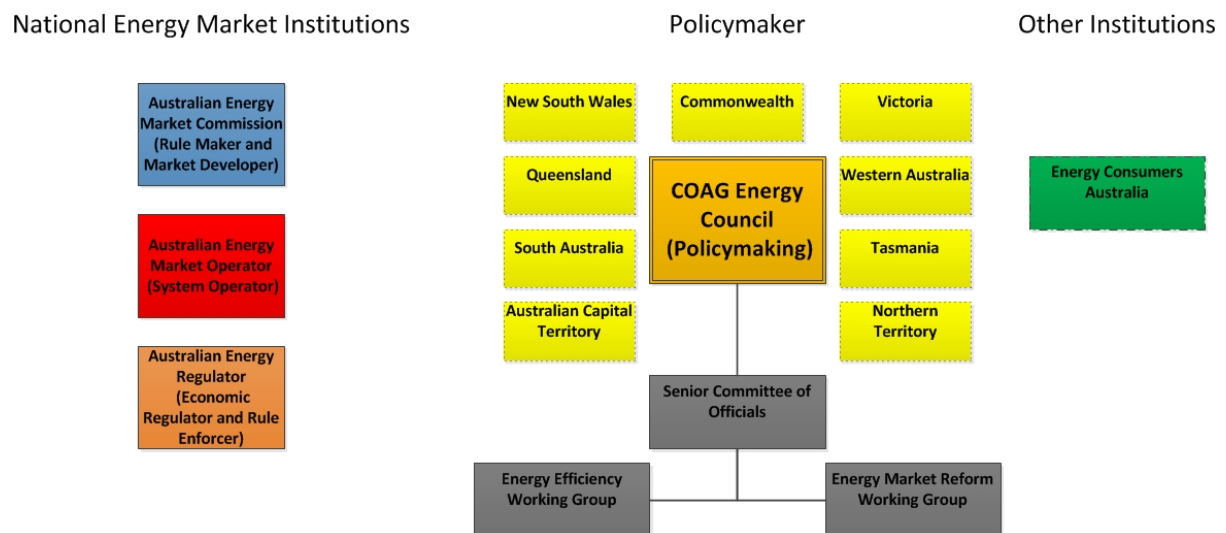 National Energy Market Institutions
Policymaker
Other Institutions
Australian Energy
Market Commission
(Rule Maker and
Market Developer)
Australian Energy
Market Operator
(System Operator)
Australian Energy
Regulator
(Economic
Regulator and Rule
Enforcer)
New South Wales
Commonwealth
Victoria
Queensland
COAG Energy
Council
(Policymaking)
Western Australia
South Australia
Tasmania
Australian Capital
Territory
Northern
Territory
Senior Committee of
Officials
Energy Efficiency
Working Group
Energy Market Reform
Working Group
Energy Consumers
Australia